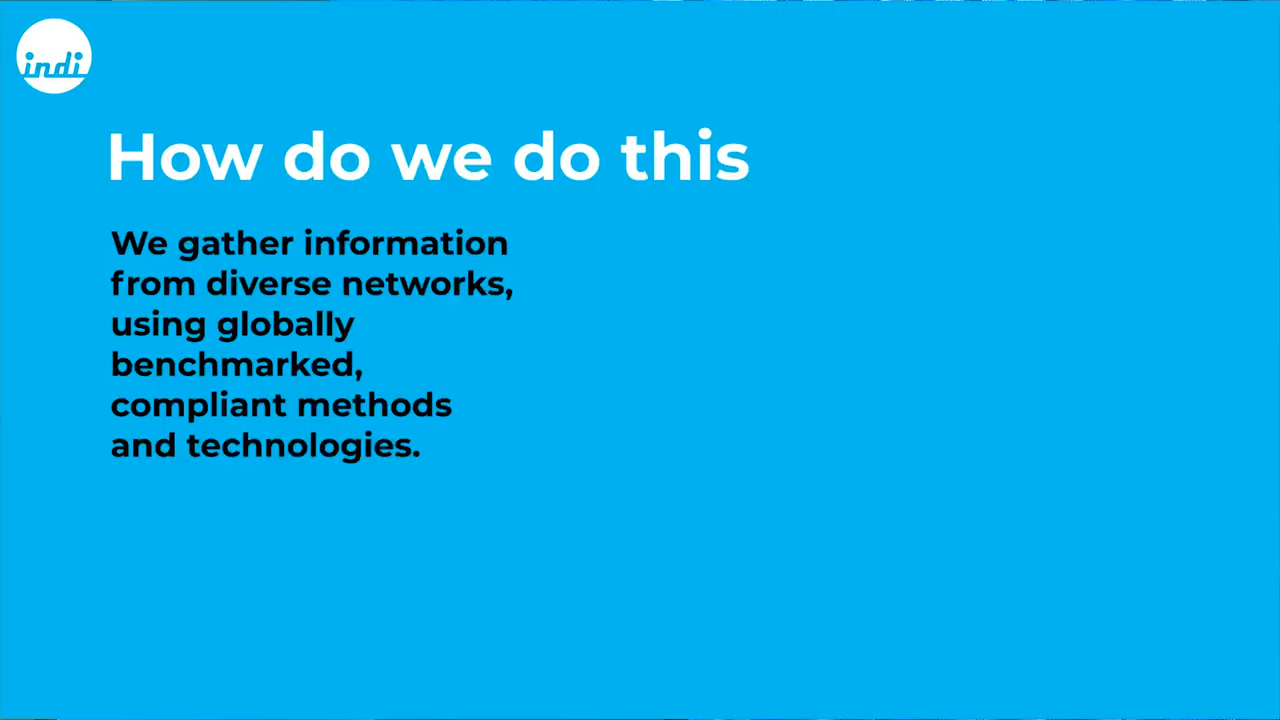 indi
How do we do this
We gather information
from diverse networks,
using globally
benchmarked,
compliant methods
and technologies.